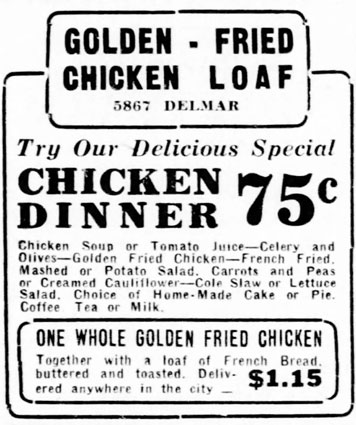 GOLDEN - FRIED
CHICKEN LOAF
5867 DELMAR
Try Our Delicious Special
CHICKEN
DINNER 75c
Chicken Soup or Tomato Juice—Celery and
Olives—Golden Fried Chicken—French Fried,
Mashed or Potato Salad, Carrots and Peas
or Creamed Cauliflower—Cole Slaw or Lettuce
Salad. Choice of Home-Made Cake or Pie.
Coffee Tea or Milk.
ONE WHOLE GOLDEN FRIED CHICKEN
Together with a loaf of French Bread,
buttered and toasted. Deliv-
ered anywhere in the city — $1.15